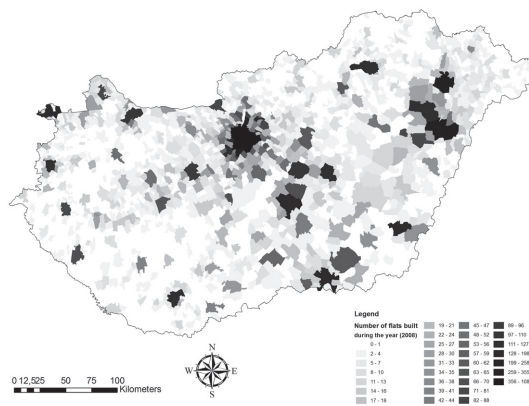 Legend
Number of flats built
during the year (2008)
0 - 1
2 - 4
5 - 7
8 - 10
11 - 13
14 - 16
17 - 18
19 - 21
22 - 24
25 - 27
28 - 30
31 - 33
34 - 35
36 - 38
39 - 41
42 - 44
45 - 47
48 - 52
53 - 56
57 - 59
60 - 62
63 - 65
66 - 70
71 - 81
82 - 88
89 - 96
97 - 110
111 - 127
128 - 198
199 - 258
259 - 355
N
W E
S
0 12,525 50 75 100
Kilometers